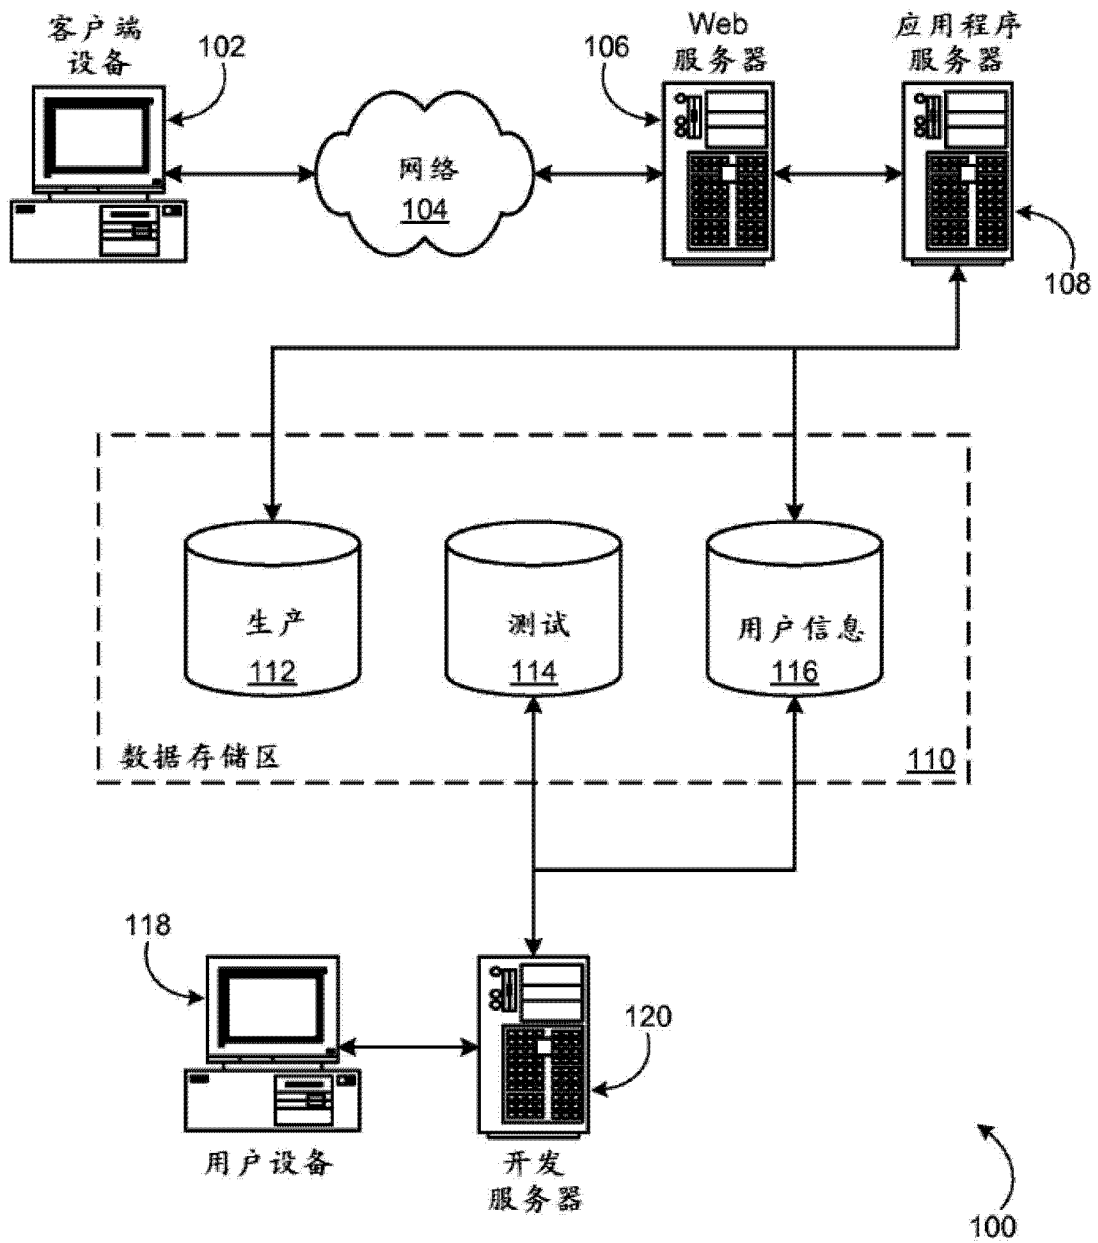 客户端
设备
102
网络
104
106
Web
服务器
应用程序
服务器
108
生产
112
测试
114
用户信息
116
数据存储区
110
118
用户设备
120
开发
服务器
100